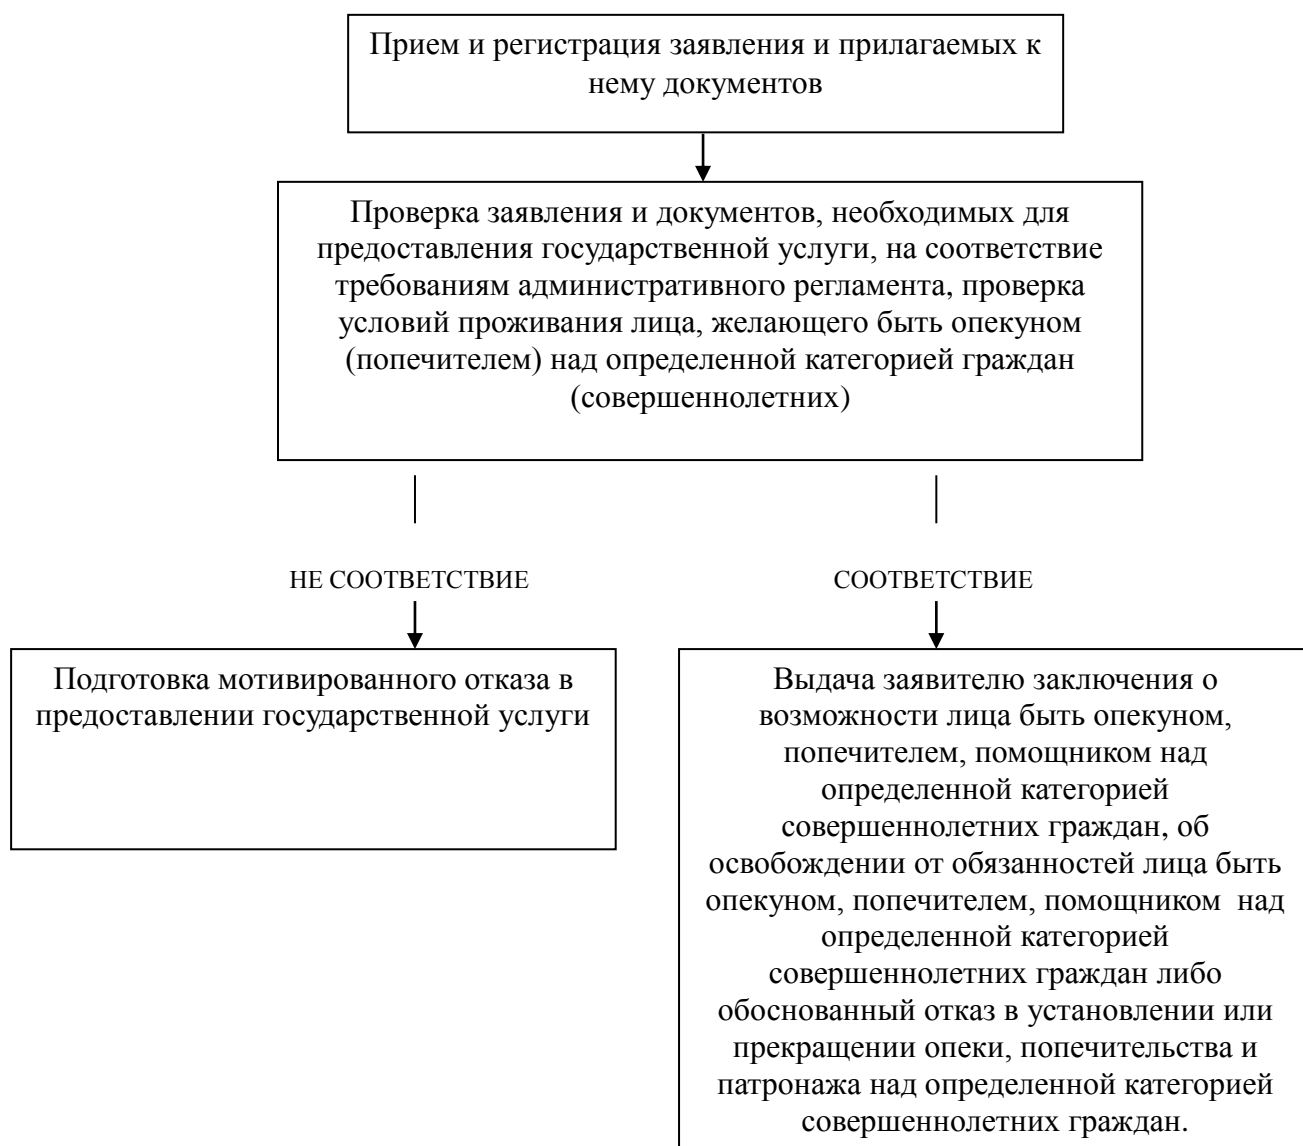 Прием и регистрация заявления и прилагаемых к
нему документов
Проверка заявления и документов, необходимых для
предоставления государственной услуги, на соответствие
требованиям административного регламента, проверка
условий проживания лица, желающего быть опекуном
(попечителем) над определенной категорией граждан
(совершеннолетних)
НЕ СООТВЕТСТВИЕ
СООТВЕТСТВИЕ
Подготовка мотивированного отказа в
предоставлении государственной услуги
Выдача заявителю заключения о
возможности лица быть опекуном,
попечителем, помощником над
определенной категорией
совершеннолетних граждан, об
освобождении от обязанностей лица быть
опекуном, попечителем, помощником  над
определенной категорией
совершеннолетних граждан либо
обоснованный отказ в установлении или
прекращении опеки, попечительства и
патронажа над определенной категорией
совершеннолетних граждан.